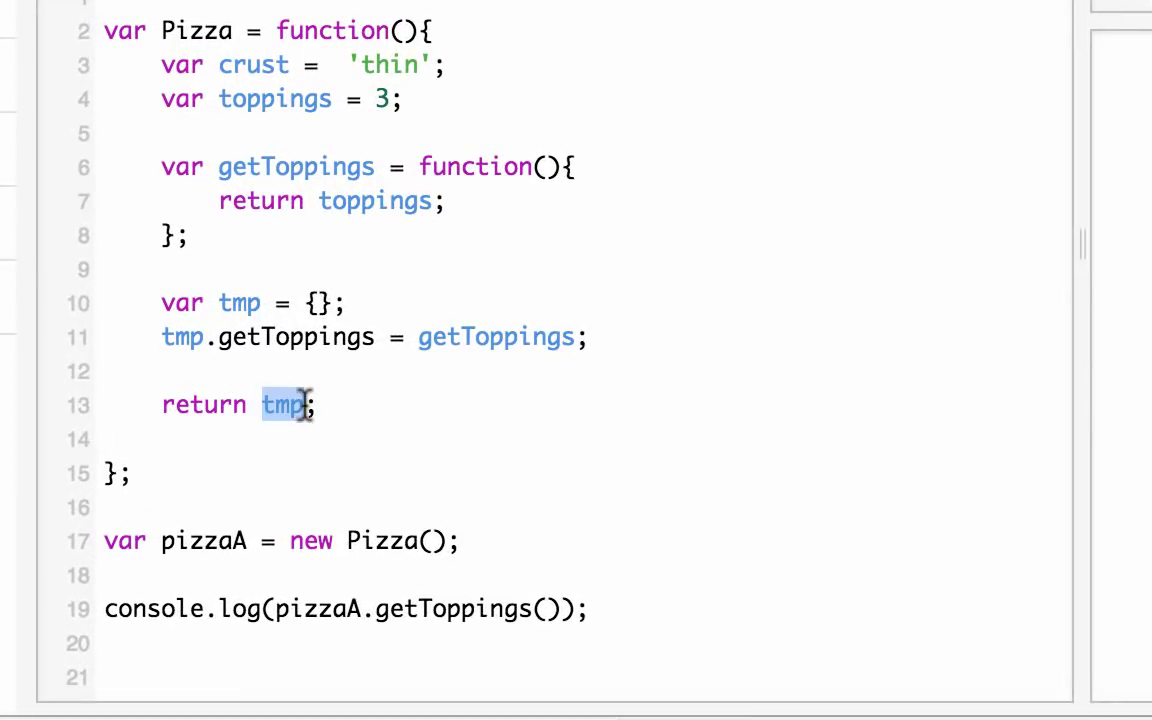 2 var Pizza = function(){
3 var crust =  'thin';
4 var toppings = 3;
5
6 var getToppings = function(){
7 return toppings;
8 };
9
10 var tmp = {};
11 tmp.getToppings = getToppings;
12
13 return tmp;
14
15 };
16
17 var pizzaA = new Pizza();
18
19 console.log(pizzaA.getToppings());
20
21